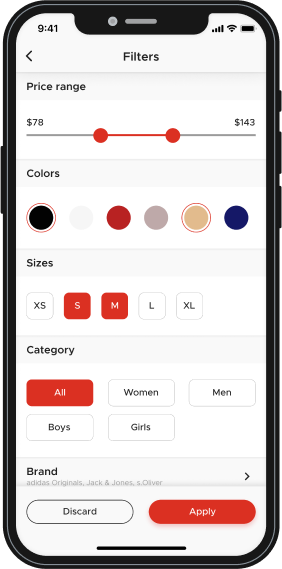 9:41
Filters
Price range
$78 $143
Colors
Sizes
XS S M L XL
Category
All Women Men
Boys Girls
Brand
adidas Originals, Jack & Jones, s.Oliver
Discard Apply